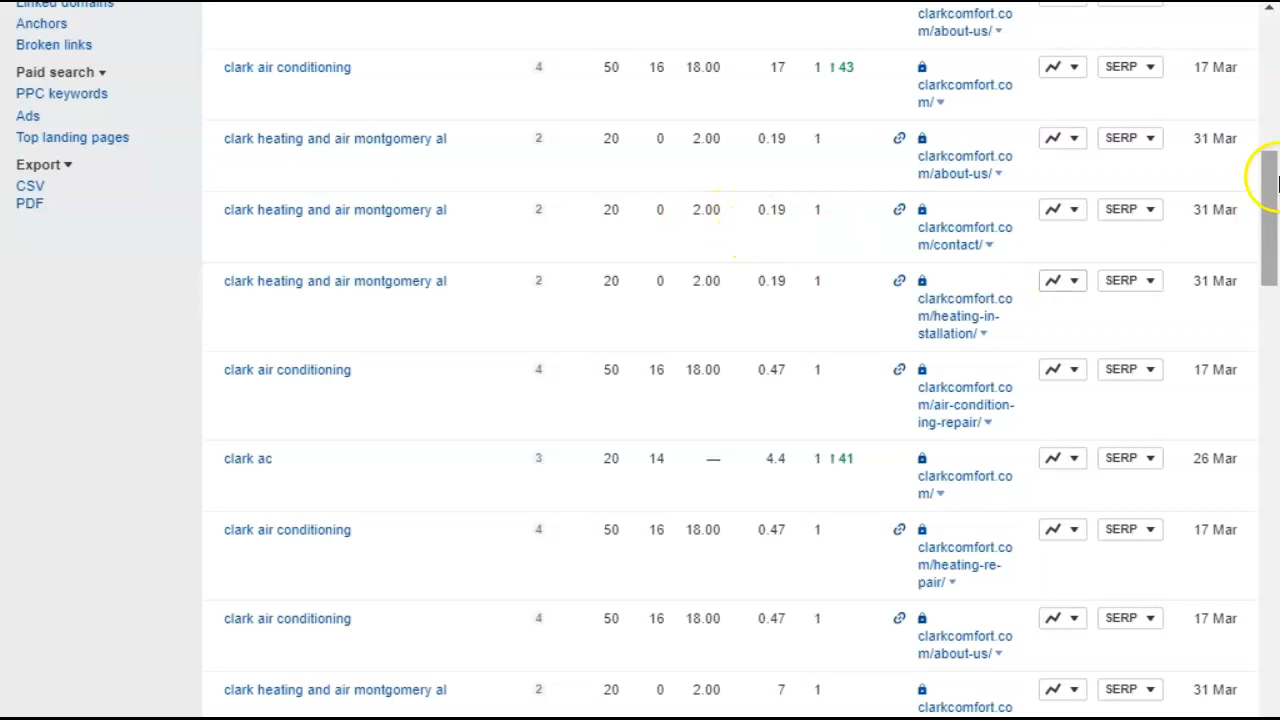 Linked domains
Anchors
Broken links
Paid search
PPC keywords
Ads
Top landing pages
Export
CSV
PDF
clarkcomfort.co
m/about-us/
clark air conditioning 4 50 16 18.00 17 1 43 SERP 17 Mar
clarkcomfort.co
m/
clark heating and air montgomery al 2 20 0 2.00 0.19 1 SERP 31 Mar
clarkcomfort.co
m/about-us/
clark heating and air montgomery al 2 20 0 2.00 0.19 1 SERP 31 Mar
clarkcomfort.co
m/contact/
clark heating and air montgomery al 2 20 0 2.00 0.19 1 SERP 31 Mar
clarkcomfort.co
m/heating-in-
stallation/
clark air conditioning 4 50 16 18.00 0.47 1 SERP 17 Mar
clarkcomfort.co
m/air-condition-
ing-repair/
clark ac 3 20 14 — 4.4 1 41 SERP 26 Mar
clarkcomfort.co
m/
clark air conditioning 4 50 16 18.00 0.47 1 SERP 17 Mar
clarkcomfort.co
m/heating-re-
pair/
clark air conditioning 4 50 16 18.00 0.47 1 SERP 17 Mar
clarkcomfort.co
m/about-us/
clark heating and air montgomery al 2 20 0 2.00 7 1 SERP 31 Mar
clarkcomfort.co